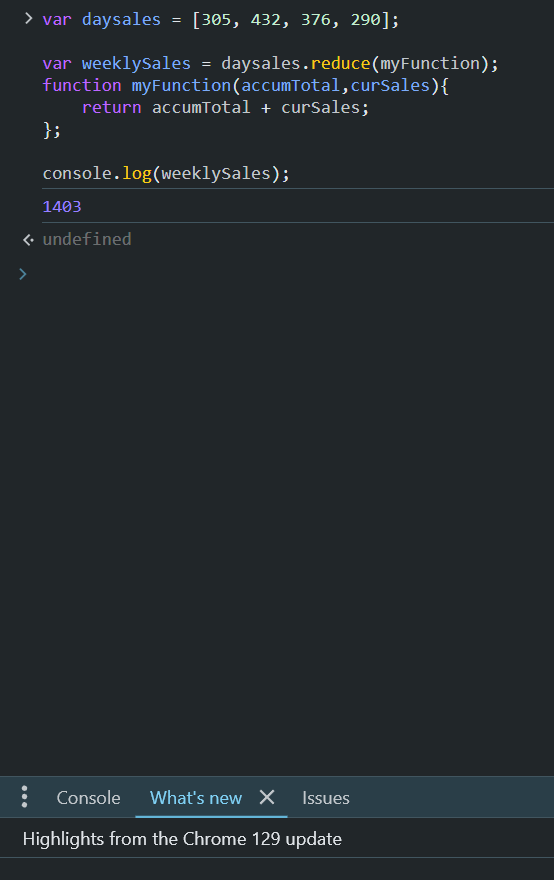 var daysales = [305, 432, 376, 290];
var weeklySales = daysales.reduce(myFunction);
function myFunction(accumTotal,curSales){
    return accumTotal + curSales;
};
console.log(weeklySales);
1403
undefined
Console What's new Issues
Highlights from the Chrome 129 update